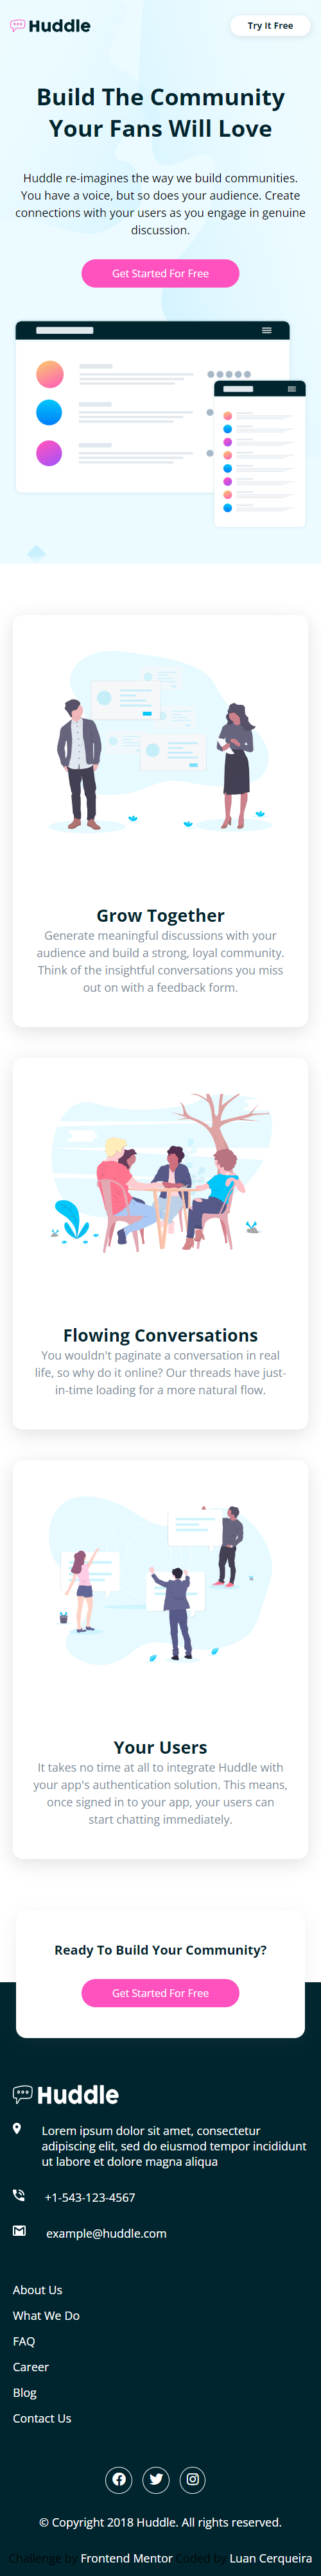 Huddle
Try It Free
Build The Community
Your Fans Will Love
Huddle re-imagines the way we build communities.
You have a voice, but so does your audience. Create
connections with your users as you engage in genuine
discussion.
Get Started For Free
Grow Together
Generate meaningful discussions with your
audience and build a strong, loyal community.
Think of the insightful conversations you miss
out on with a feedback form.
Flowing Conversations
You wouldn't paginate a conversation in real
life, so why do it online? Our threads have just-
in-time loading for a more natural flow.
Your Users
It takes no time at all to integrate Huddle with
your app's authentication solution. This means,
once signed in to your app, your users can
start chatting immediately.
Ready To Build Your Community?
Get Started For Free
Huddle
Lorem ipsum dolor sit amet, consectetur
adipiscing elit, sed do eiusmod tempor incididunt
ut labore et dolore magna aliqua
+1-543-123-4567
example@huddle.com
About Us
What We Do
FAQ
Career
Blog
Contact Us
© Copyright 2018 Huddle. All rights reserved.
Challenge by Frontend Mentor Coded by Luan Cerqueira